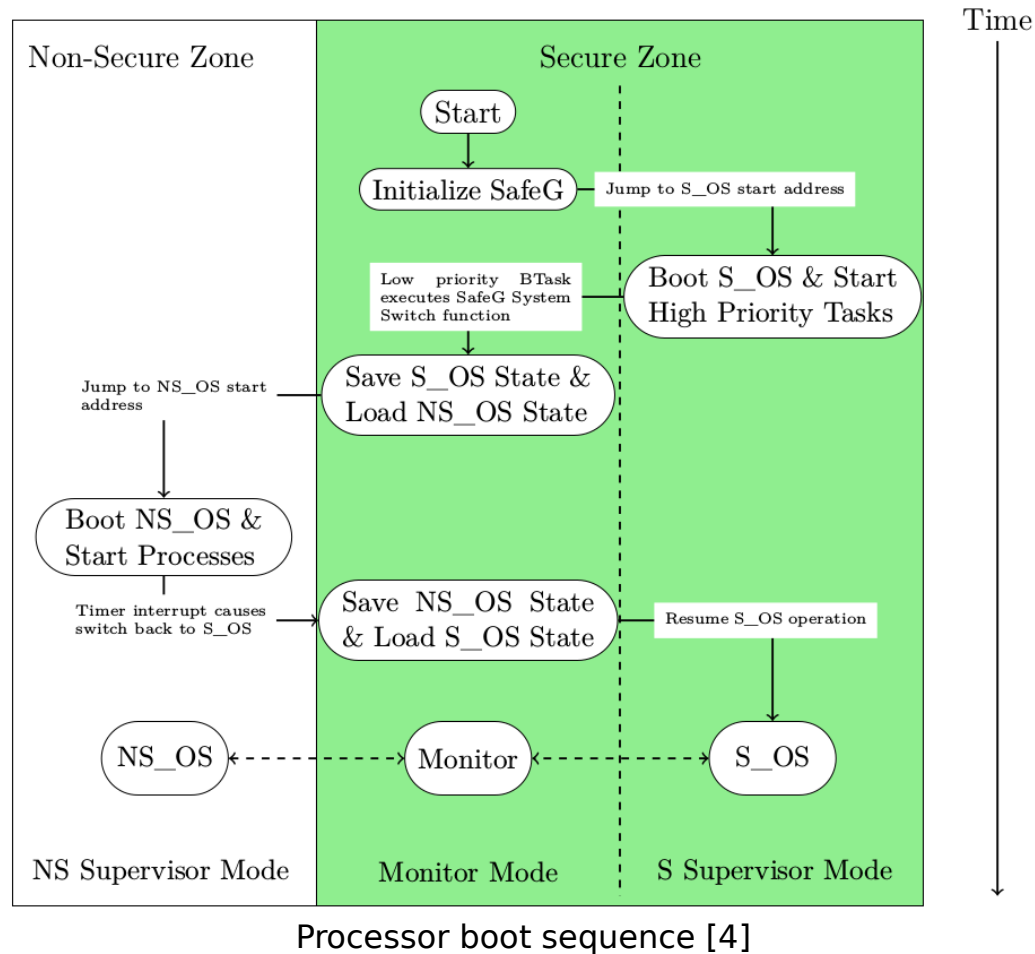 Time
Non-Secure Zone
Secure Zone
Start
Initialize SafeG
Jump to S_OS start address
Boot S_OS & Start
High Priority Tasks
Low priority BTask
executes SafeG System
Switch function
Save S_OS State &
Load NS_OS State
Jump to NS_OS start
address
Boot NS_OS &
Start Processes
Timer interrupt causes
switch back to S_OS
Save NS_OS State
& Load S_OS State
Resume S_OS operation
NS_OS
Monitor
S_OS
NS Supervisor Mode
Monitor Mode
S Supervisor Mode
Processor boot sequence [4]